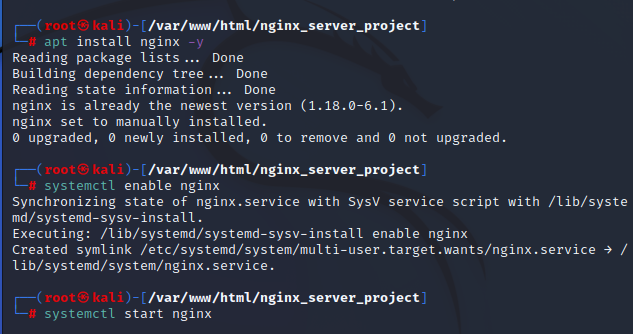 ┌──(root㉿kali)-[/var/www/html/nginx_server_project]
└─# apt install nginx -y
Reading package lists... Done
Building dependency tree... Done
Reading state information... Done
nginx is already the newest version (1.18.0-6.1).
nginx set to manually installed.
0 upgraded, 0 newly installed, 0 to remove and 0 not upgraded.
┌──(root㉿kali)-[/var/www/html/nginx_server_project]
└─# systemctl enable nginx
Synchronizing state of nginx.service with SysV service script with /lib/syste
md/systemd-sysv-install.
Executing: /lib/systemd/systemd-sysv-install enable nginx
Created symlink /etc/systemd/system/multi-user.target.wants/nginx.service → /
lib/systemd/system/nginx.service.
┌──(root㉿kali)-[/var/www/html/nginx_server_project]
└─# systemctl start nginx